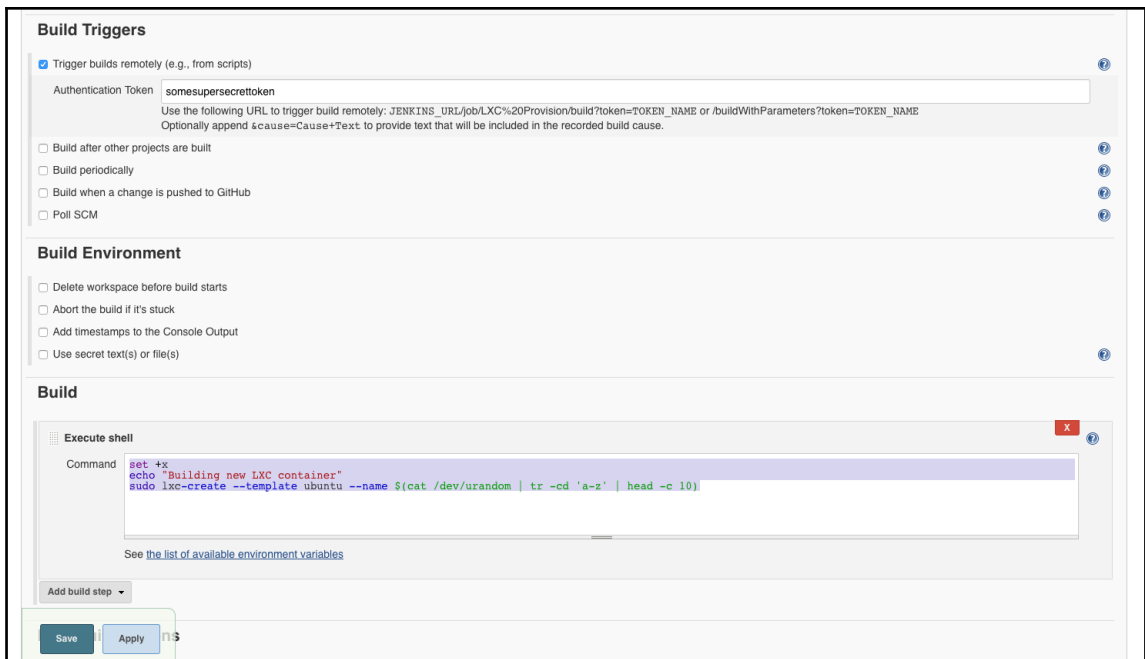 Build Triggers
Trigger builds remotely (e.g., from scripts)
Authentication Token somesupersecrettoken
Use the following URL to trigger build remotely: JENKINS_URL/job/LXC%20Provision/build?token=TOKEN_NAME or /buildWithParameters?token=TOKEN_NAME
Optionally append &cause=Cause+Text to provide text that will be included in the recorded build cause.
Build after other projects are built
Build periodically
Build when a change is pushed to GitHub
Poll SCM
Build Environment
Delete workspace before build starts
Abort the build if it's stuck
Add timestamps to the Console Output
Use secret text(s) or file(s)
Build
X
Execute shell
Command set +x
echo "Building new LXC container"
sudo lxc-create --template ubuntu --name $(cat /dev/urandom | tr -cd 'a-z' | head -c 10)
See the list of available environment variables
Add build step
Save Apply